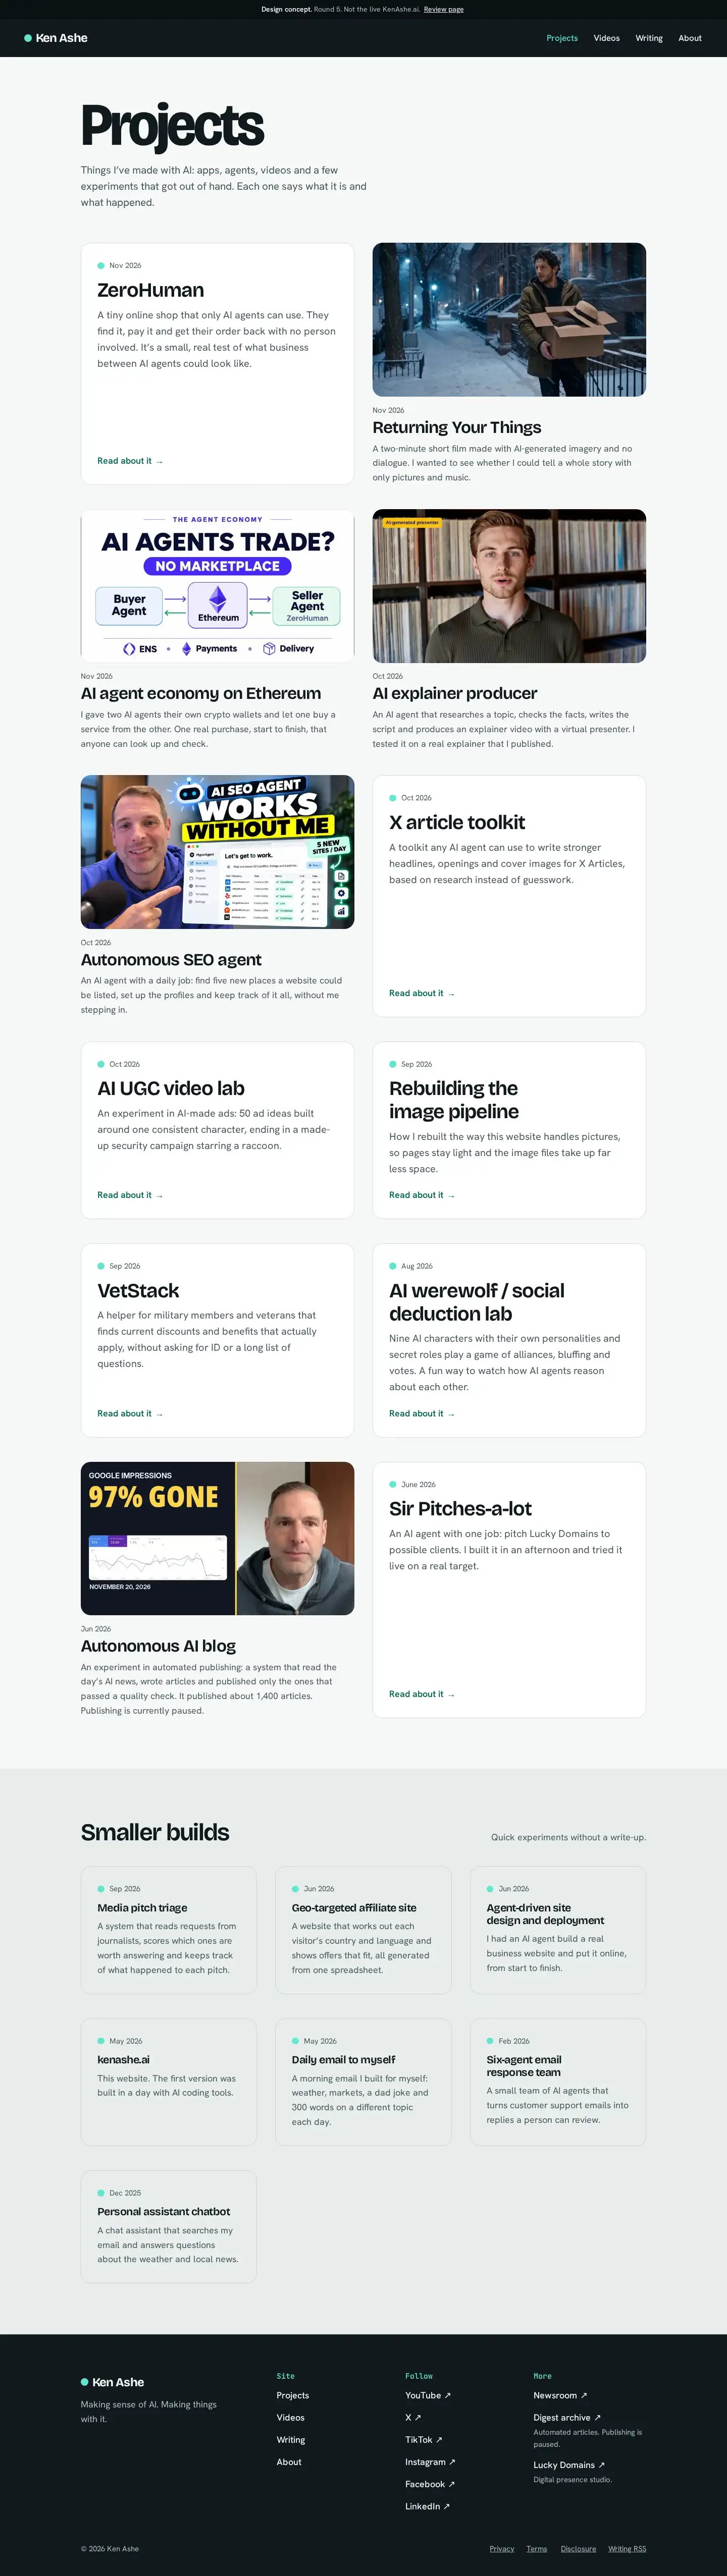 Design concept. Round 5. Not the live KenAshe.ai. Review page
Ken Ashe
Projects
Videos
Writing
About
Projects
Things I’ve made with AI: apps, agents, videos and a few
experiments that got out of hand. Each one says what it is and
what happened.
Nov 2026
ZeroHuman
A tiny online shop that only AI agents can use. They
find it, pay it and get their order back with no person
involved. It’s a small, real test of what business
between AI agents could look like.
Read about it →
Nov 2026
Returning Your Things
A two-minute short film made with AI-generated imagery and no
dialogue. I wanted to see whether I could tell a whole story with
only pictures and music.
THE AGENT ECONOMY
AI AGENTS TRADE?
NO MARKETPLACE
Buyer
Agent
Ethereum
Seller
Agent
ZeroHuman
ENS
Payments
Delivery
Nov 2026
AI agent economy on Ethereum
I gave two AI agents their own crypto wallets and let one buy a
service from the other. One real purchase, start to finish, that
anyone can look up and check.
AI-generated presenter
Oct 2026
AI explainer producer
An AI agent that researches a topic, checks the facts, writes the
script and produces an explainer video with a virtual presenter. I
tested it on a real explainer that I published.
AI SEO AGENT
WORKS
WITHOUT ME
Let's get to work.
5 NEW
SITES / DAY
Oct 2026
Autonomous SEO agent
An AI agent with a daily job: find five new places a website could
be listed, set up the profiles and keep track of it all, without me
stepping in.
Oct 2026
X article toolkit
A toolkit any AI agent can use to write stronger
headlines, openings and cover images for X Articles,
based on research instead of guesswork.
Read about it →
Oct 2026
AI UGC video lab
An experiment in AI-made ads: 50 ad ideas built
around one consistent character, ending in a made-
up security campaign starring a raccoon.
Read about it →
Sep 2026
Rebuilding the
image pipeline
How I rebuilt the way this website handles pictures,
so pages stay light and the image files take up far
less space.
Read about it →
Sep 2026
VetStack
A helper for military members and veterans that
finds current discounts and benefits that actually
apply, without asking for ID or a long list of
questions.
Read about it →
Aug 2026
AI werewolf / social
deduction lab
Nine AI characters with their own personalities and
secret roles play a game of alliances, bluffing and
votes. A fun way to watch how AI agents reason
about each other.
Read about it →
GOOGLE IMPRESSIONS
97% GONE
NOVEMBER 20, 2026
Jun 2026
Autonomous AI blog
An experiment in automated publishing: a system that read the
day’s AI news, wrote articles and published only the ones that
passed a quality check. It published about 1,400 articles.
Publishing is currently paused.
June 2026
Sir Pitches-a-lot
An AI agent with one job: pitch Lucky Domains to
possible clients. I built it in an afternoon and tried it
live on a real target.
Read about it →
Smaller builds
Quick experiments without a write-up.
Sep 2026
Media pitch triage
A system that reads requests from
journalists, scores which ones are
worth answering and keeps track
of what happened to each pitch.
Jun 2026
Geo-targeted affiliate site
A website that works out each
visitor’s country and language and
shows offers that fit, all generated
from one spreadsheet.
Jun 2026
Agent-driven site
design and deployment
I had an AI agent build a real
business website and put it online,
from start to finish.
May 2026
kenashe.ai
This website. The first version was
built in a day with AI coding tools.
May 2026
Daily email to myself
A morning email I built for myself:
weather, markets, a dad joke and
300 words on a different topic
each day.
Feb 2026
Six-agent email
response team
A small team of AI agents that
turns customer support emails into
replies a person can review.
Dec 2025
Personal assistant chatbot
A chat assistant that searches my
email and answers questions
about the weather and local news.
Ken Ashe
Making sense of AI. Making things
with it.
Site
Projects
Videos
Writing
About
Follow
YouTube ↗
X ↗
TikTok ↗
Instagram ↗
Facebook ↗
LinkedIn ↗
More
Newsroom ↗
Digest archive ↗
Automated articles. Publishing is
paused.
Lucky Domains ↗
Digital presence studio.
© 2026 Ken Ashe
Privacy
Terms
Disclosure
Writing RSS